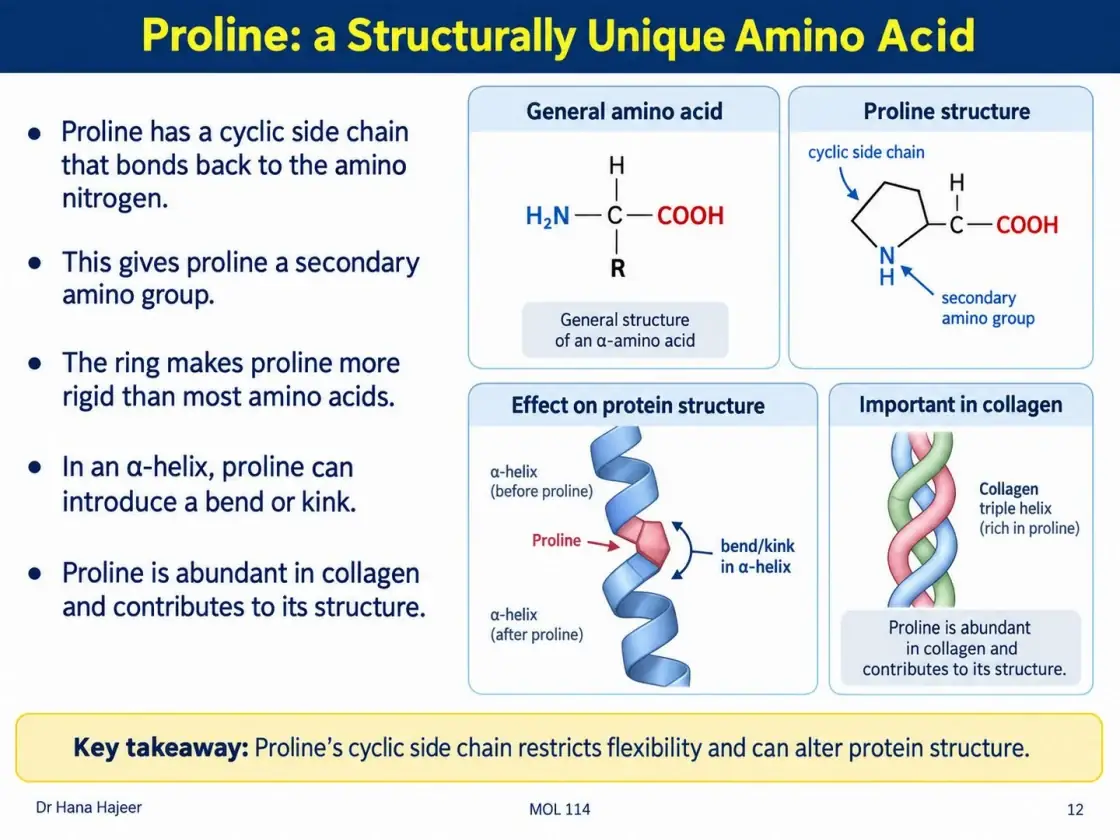 Proline: a Structurally Unique Amino Acid
• Proline has a cyclic side chain
that bonds back to the amino
nitrogen.
• This gives proline a secondary
amino group.
• The ring makes proline more
rigid than most amino acids.
• In an α-helix, proline can
introduce a bend or kink.
• Proline is abundant in collagen
and contributes to its structure.
General amino acid
H
H₂N—C—COOH
R
General structure
of an α-amino acid
Proline structure
cyclic side chain
H
C—COOH
N
H
secondary
amino group
Effect on protein structure
α-helix
(before proline)
Proline
bend/kink
in α-helix
α-helix
(after proline)
Important in collagen
Collagen
triple helix
(rich in proline)
Proline is abundant
in collagen and
contributes to its structure.
Key takeaway: Proline’s cyclic side chain restricts flexibility and can alter protein structure.
Dr Hana Hajeer
MOL 114
12